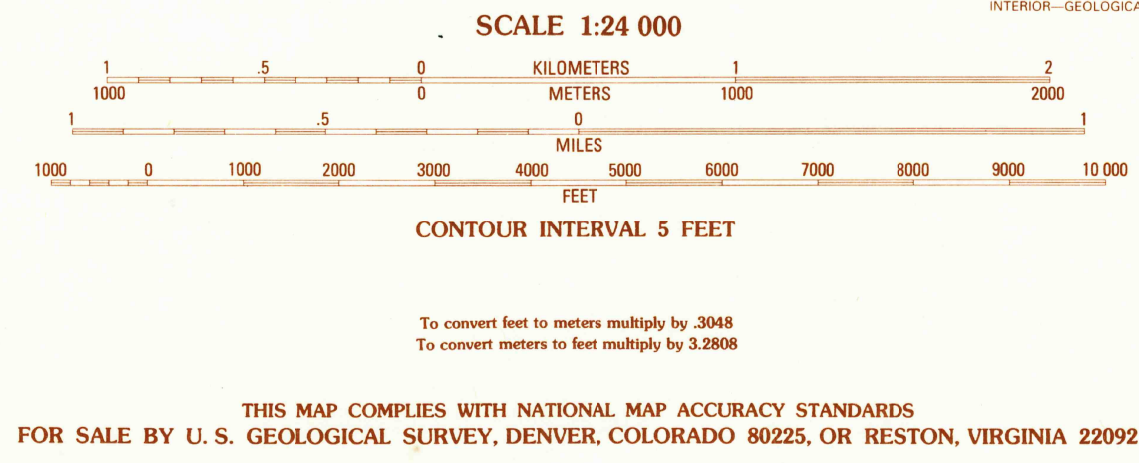 INTERIOR—GEOLOGICA
SCALE 1:24 000
1 .5 0 KILOMETERS 1 2
1000 0 METERS 1000 2000
1 .5 0 1
MILES
1000 0 1000 2000 3000 4000 5000 6000 7000 8000 9000 10 000
FEET
CONTOUR INTERVAL 5 FEET
To convert feet to meters multiply by .3048
To convert meters to feet multiply by 3.2808
THIS MAP COMPLIES WITH NATIONAL MAP ACCURACY STANDARDS
FOR SALE BY U. S. GEOLOGICAL SURVEY, DENVER, COLORADO 80225, OR RESTON, VIRGINIA 22092